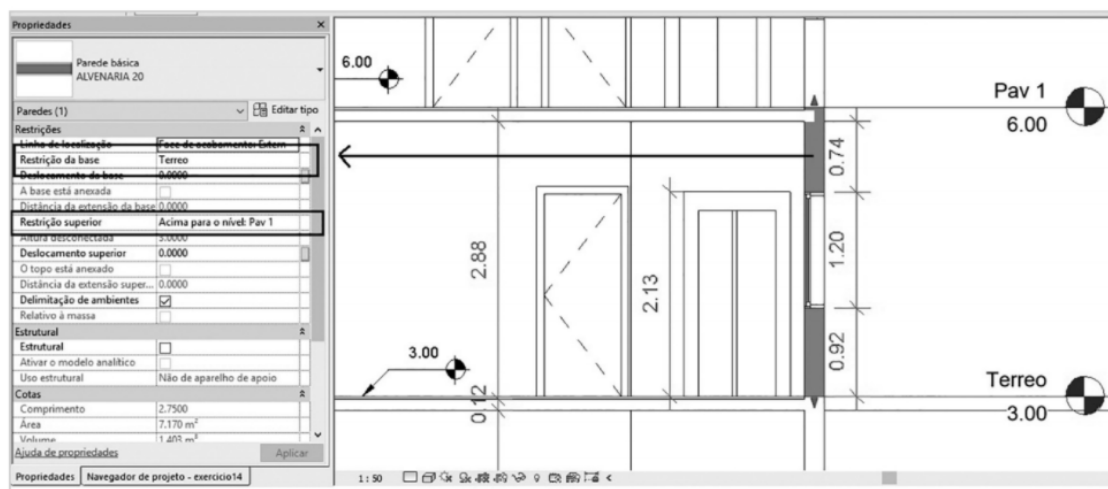 Propriedades ×
Parede básica
ALVENARIA 20
Paredes (1) Editar tipo
Restrições
Linha de localização Face de acabamento: Extern
Restrição da base Terreo
Deslocamento da base 0.0000
A base está anexada
Distância da extensão da base 0.0000
Restrição superior Acima para o nível: Pav 1
Altura desconectada 3.0000
Deslocamento superior 0.0000
O topo está anexado
Distância da extensão super... 0.0000
Delimitação de ambientes
Relativo à massa
Estrutural
Estrutural
Ativar o modelo analítico
Uso estrutural Não de aparelho de apoio
Cotas
Comprimento 2.7500
Área 7.170 m²
Volume 1.403 m³
Ajuda de propriedades Aplicar
Propriedades Navegador de projeto - exercicio14
6.00
Pav 1
6.00
0.74
2.88
1.20
2.13
3.00
0.92
0.12
Terreo
3.00
1:50